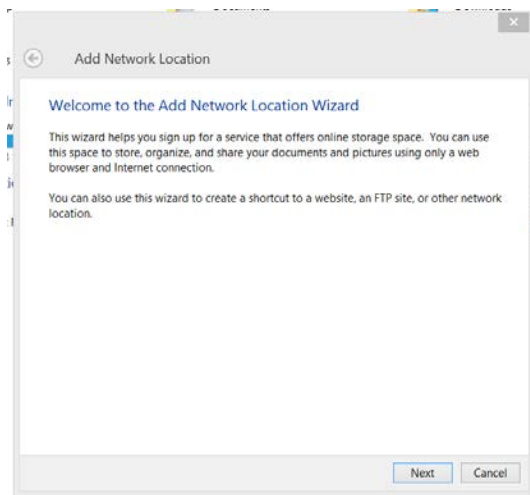 Add Network Location
Welcome to the Add Network Location Wizard
This wizard helps you sign up for a service that offers online storage space. You can use
this space to store, organize, and share your documents and pictures using only a web
browser and Internet connection.
You can also use this wizard to create a shortcut to a website, an FTP site, or other network
location.
Next
Cancel